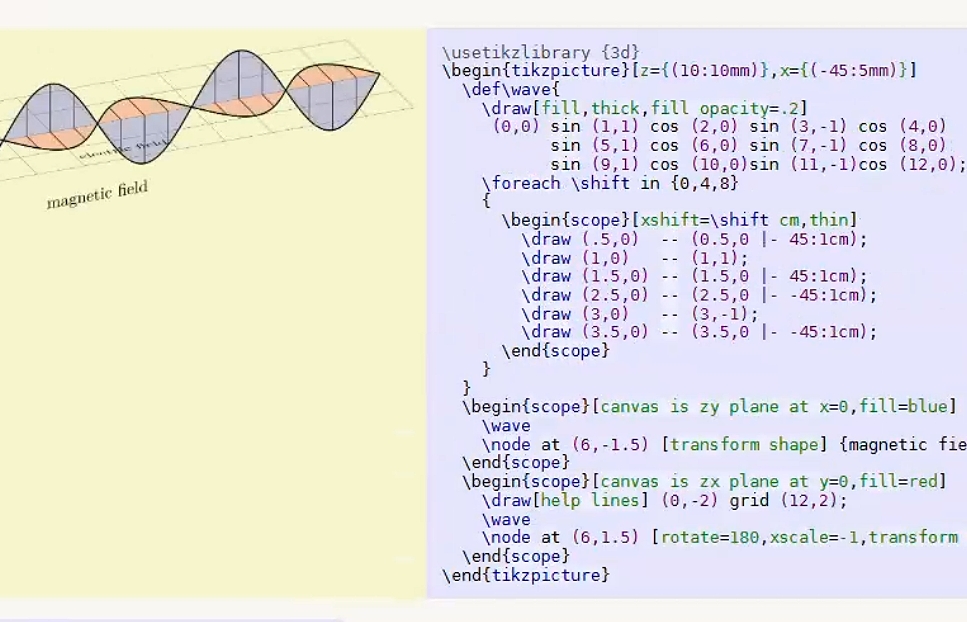 electric field
magnetic field
\usetikzlibrary {3d}
\begin{tikzpicture}[z={(10:10mm)},x={(-45:5mm)}]
  \def\wave{
    \draw[fill,thick,fill opacity=.2]
     (0,0) sin (1,1) cos (2,0) sin (3,-1) cos (4,0)
           sin (5,1) cos (6,0) sin (7,-1) cos (8,0)
           sin (9,1) cos (10,0)sin (11,-1)cos (12,0);
    \foreach \shift in {0,4,8}
    {
      \begin{scope}[xshift=\shift cm,thin]
        \draw (.5,0)  -- (0.5,0 |- 45:1cm);
        \draw (1,0)   -- (1,1);
        \draw (1.5,0) -- (1.5,0 |- 45:1cm);
        \draw (2.5,0) -- (2.5,0 |- -45:1cm);
        \draw (3,0)   -- (3,-1);
        \draw (3.5,0) -- (3.5,0 |- -45:1cm);
      \end{scope}
    }
  }
  \begin{scope}[canvas is zy plane at x=0,fill=blue]
    \wave
    \node at (6,-1.5) [transform shape] {magnetic fie
  \end{scope}
  \begin{scope}[canvas is zx plane at y=0,fill=red]
    \draw[help lines] (0,-2) grid (12,2);
    \wave
    \node at (6,1.5) [rotate=180,xscale=-1,transform
  \end{scope}
\end{tikzpicture}